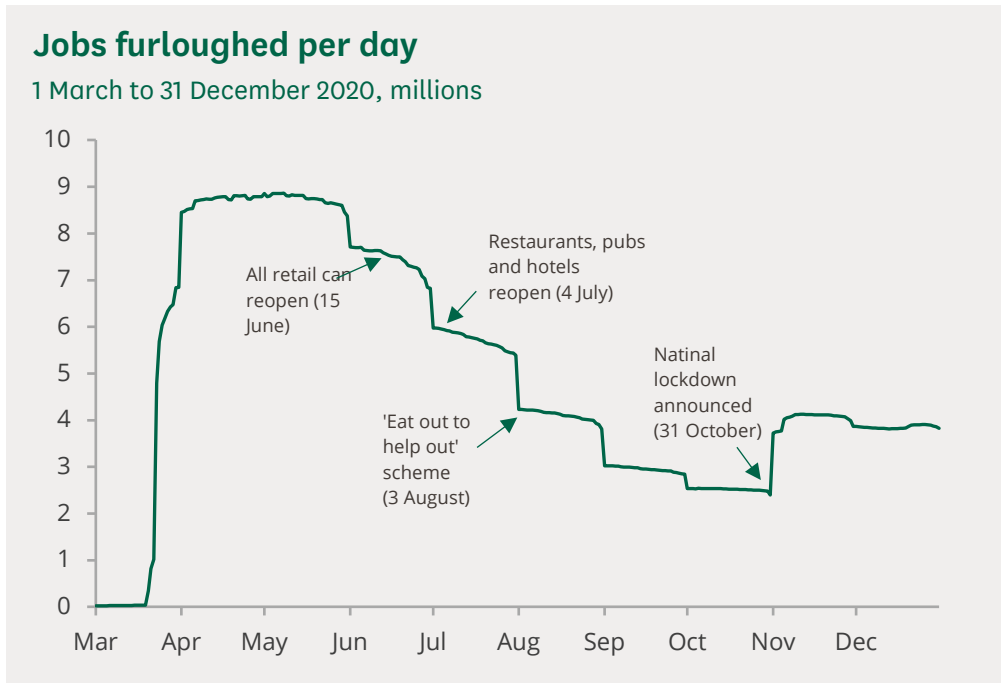 Jobs furloughed per day
1 March to 31 December 2020, millions
10
9
8
7
6
5
4
3
2
1
0
All retail can
reopen (15
June)
Restaurants, pubs
and hotels
reopen (4 July)
'Eat out to
help out'
scheme
(3 August)
Natinal
lockdown
announced
(31 October)
Mar Apr May Jun Jul Aug Sep Oct Nov Dec